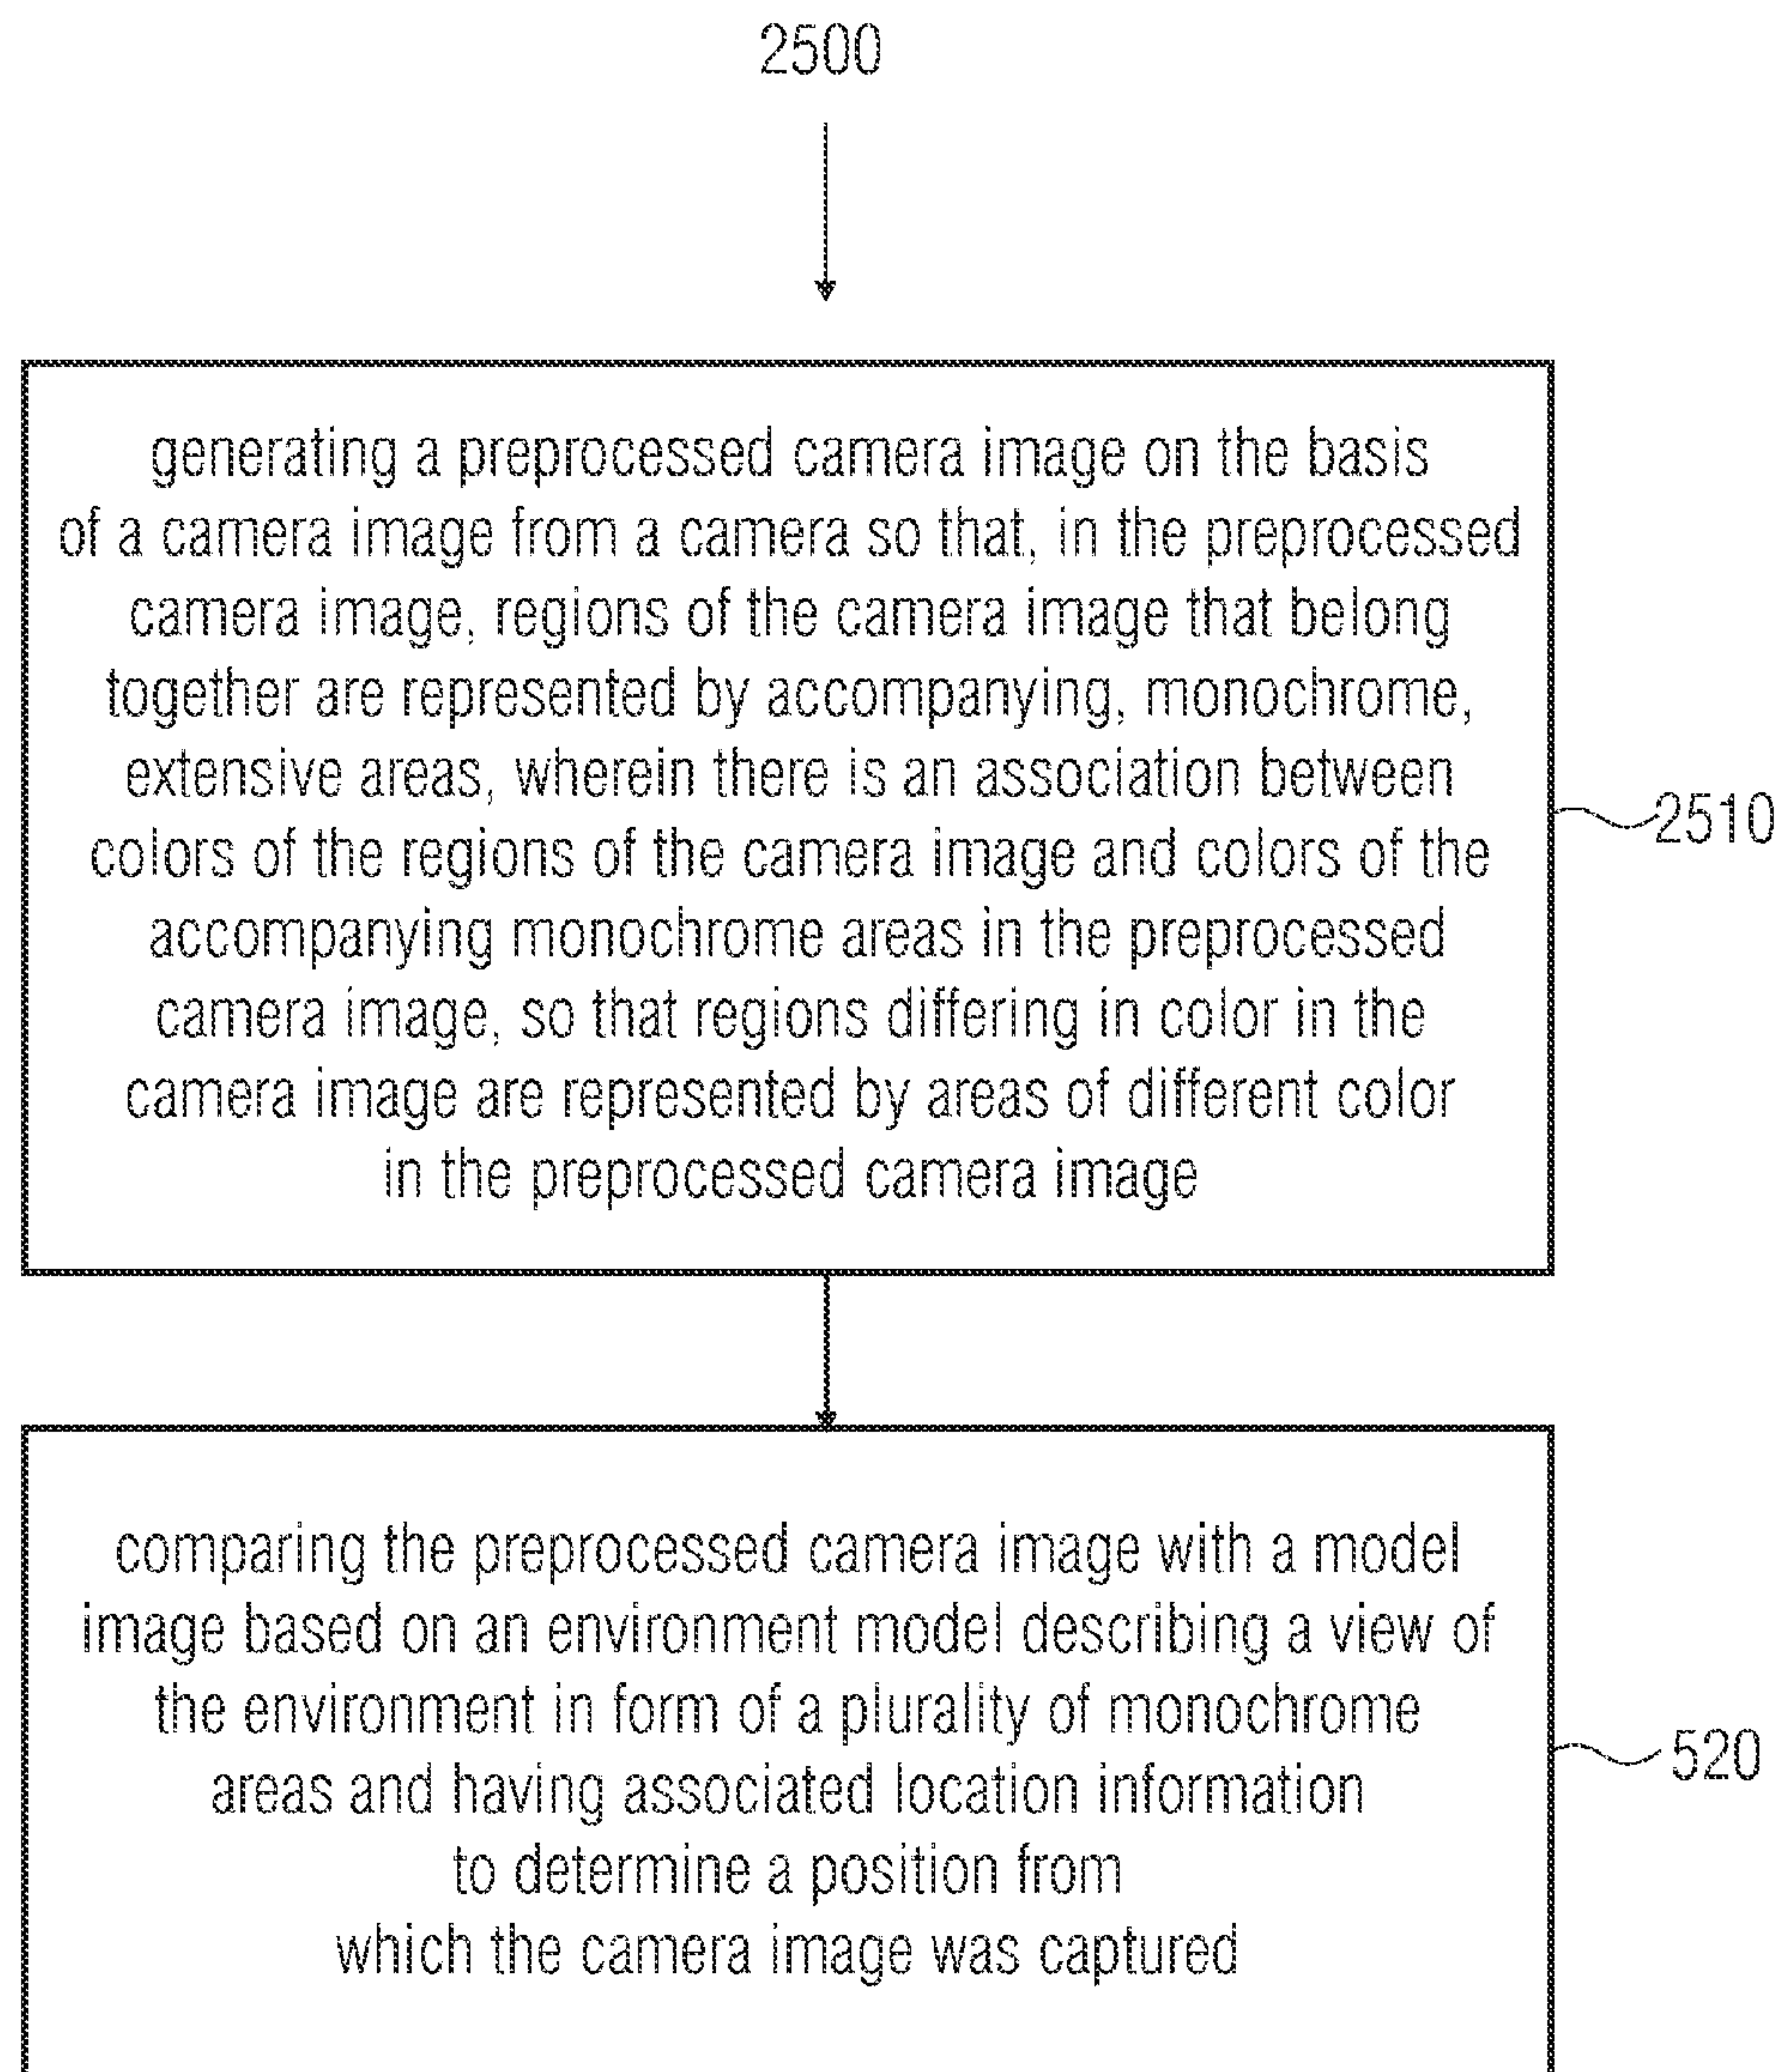 2500
generating a preprocessed camera image on the basis
of a camera image from a camera so that, in the preprocessed
camera image, regions of the camera image that belong
together are represented by accompanying, monochrome,
extensive areas, wherein there is an association between
colors of the regions of the camera image and colors of the
accompanying monochrome areas in the preprocessed
camera image, so that regions differing in color in the
camera image are represented by areas of different color
in the preprocessed camera image
2510
comparing the preprocessed camera image with a model
image based on an environment model describing a view of
the environment in form of a plurality of monochrome
areas and having associated location information
to determine a position from
which the camera image was captured
520